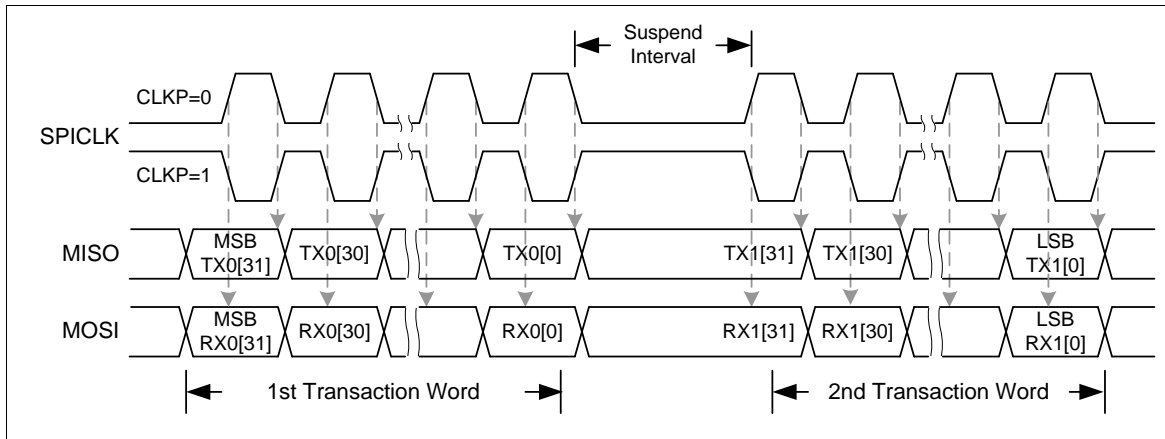 Suspend
Interval
CLKP=0
SPICLK
CLKP=1
MISO
MSB
TX0[31]
TX0[30]
TX0[0]
TX1[31]
TX1[30]
LSB
TX1[0]
MOSI
MSB
RX0[31]
RX0[30]
RX0[0]
RX1[31]
RX1[30]
LSB
RX1[0]
1st Transaction Word
2nd Transaction Word